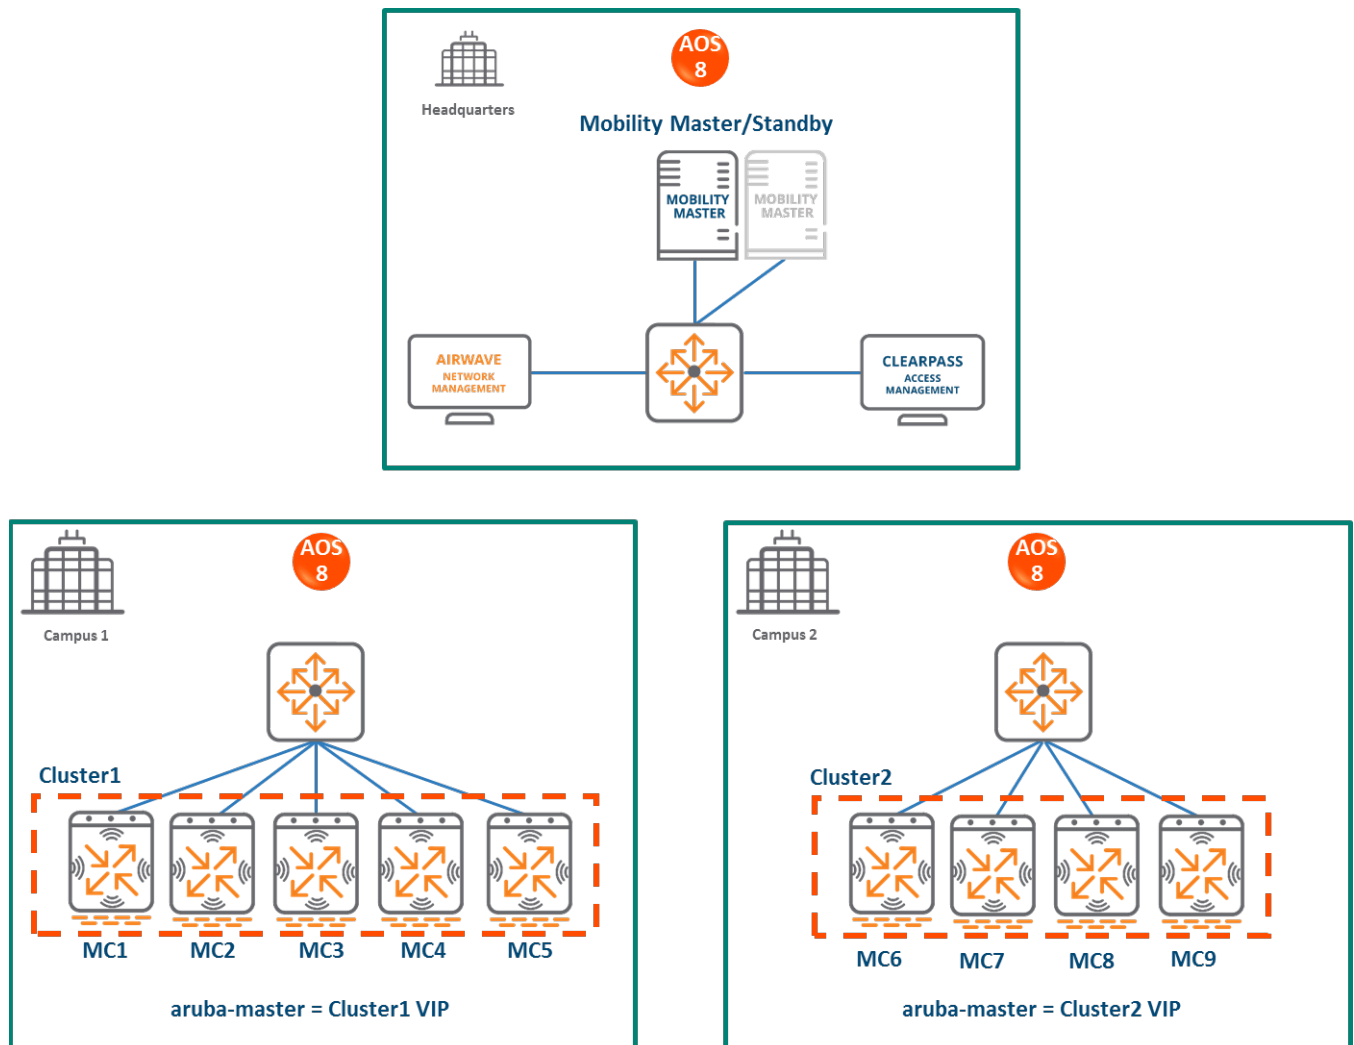 AOS
8
Headquarters
Mobility Master/Standby
MOBILITY
MASTER
MOBILITY
MASTER
AIRWAVE
NETWORK
MANAGEMENT
CLEARPASS
ACCESS
MANAGEMENT
AOS
8
Campus 1
Cluster1
MC1
MC2
MC3
MC4
MC5
aruba-master = Cluster1 VIP
AOS
8
Campus 2
Cluster2
MC6
MC7
MC8
MC9
aruba-master = Cluster2 VIP